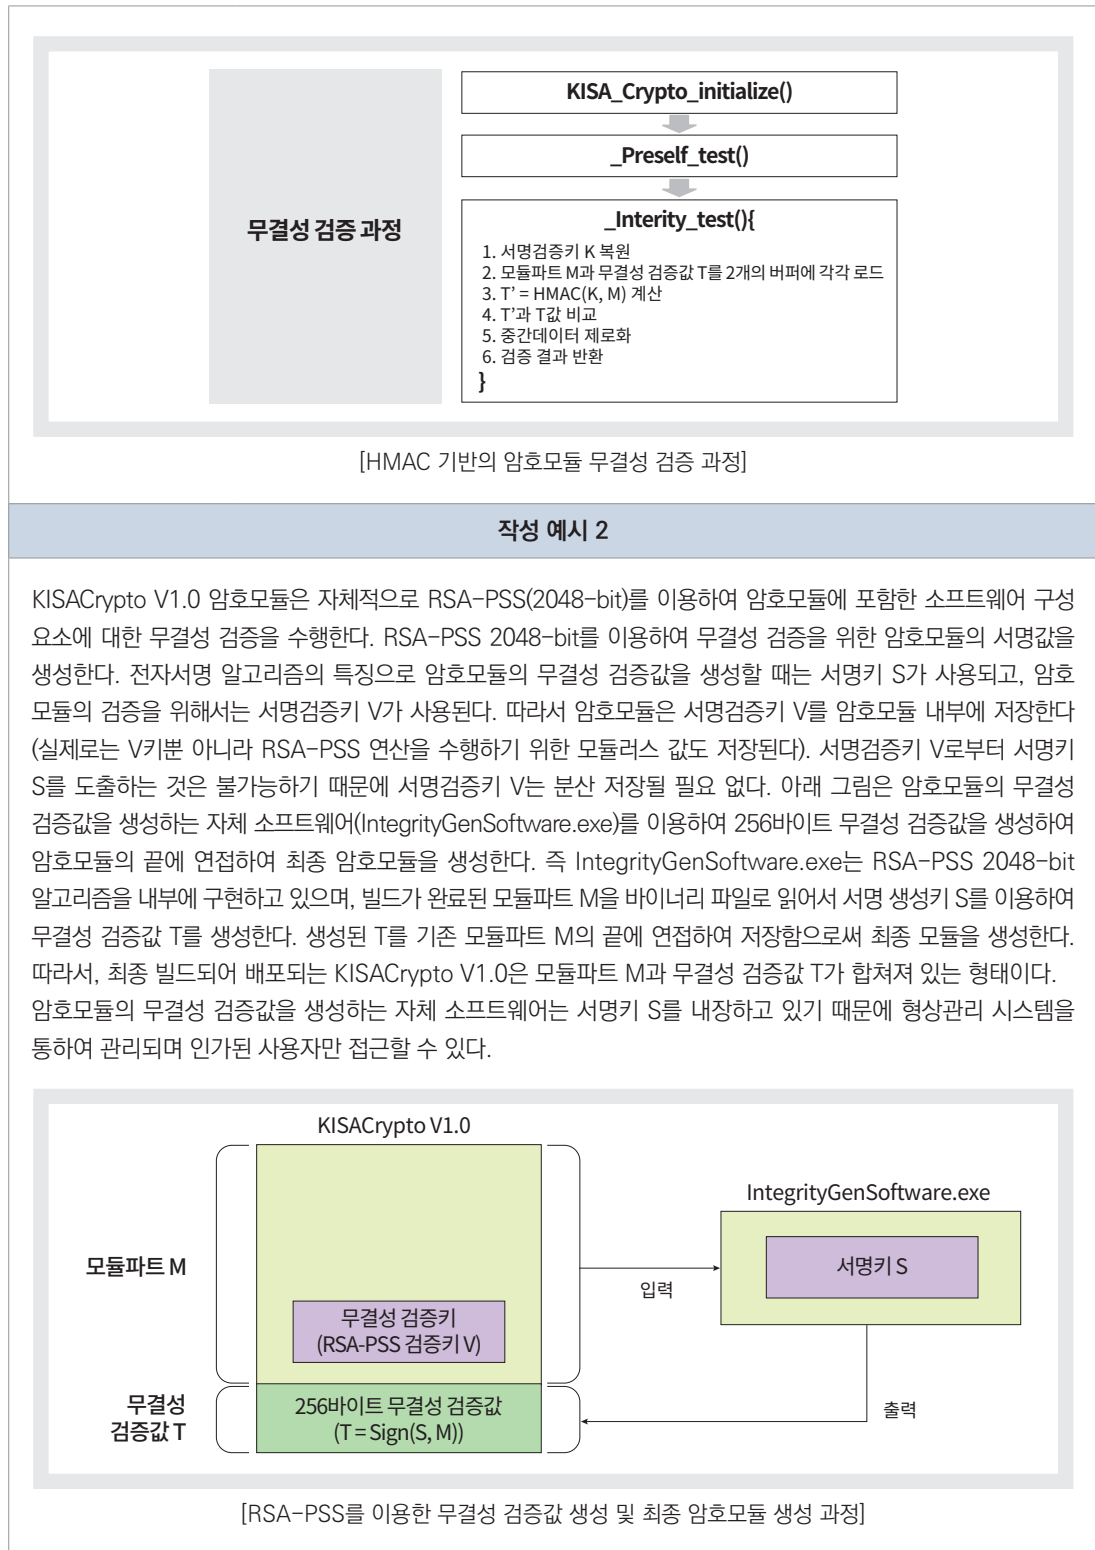 무결성 검증 과정
KISA_Crypto_initialize()
_Preself_test()
_Interity_test(){
1. 서명검증키 K 복원
2. 모듈파트 M과 무결성 검증값 T를 2개의 버퍼에 각각 로드
3. T’ = HMAC(K, M) 계산
4. T’과 T값 비교
5. 중간데이터 제로화
6. 검증 결과 반환
}
[HMAC 기반의 암호모듈 무결성 검증 과정]
작성 예시 2
KISACrypto V1.0 암호모듈은 자체적으로 RSA-PSS(2048-bit)를 이용하여 암호모듈에 포함한 소프트웨어 구성
요소에 대한 무결성 검증을 수행한다. RSA-PSS 2048-bit를 이용하여 무결성 검증을 위한 암호모듈의 서명값을
생성한다. 전자서명 알고리즘의 특징으로 암호모듈의 무결성 검증값을 생성할 때는 서명키 S가 사용되고, 암호
모듈의 검증을 위해서는 서명검증키 V가 사용된다. 따라서 암호모듈은 서명검증키 V를 암호모듈 내부에 저장한다
(실제로는 V키뿐 아니라 RSA-PSS 연산을 수행하기 위한 모듈러스 값도 저장된다). 서명검증키 V로부터 서명키
S를 도출하는 것은 불가능하기 때문에 서명검증키 V는 분산 저장될 필요 없다. 아래 그림은 암호모듈의 무결성
검증값을 생성하는 자체 소프트웨어(IntegrityGenSoftware.exe)를 이용하여 256바이트 무결성 검증값을 생성하여
암호모듈의 끝에 연접하여 최종 암호모듈을 생성한다. 즉 IntegrityGenSoftware.exe는 RSA-PSS 2048-bit
알고리즘을 내부에 구현하고 있으며, 빌드가 완료된 모듈파트 M을 바이너리 파일로 읽어서 서명 생성키 S를 이용하여
무결성 검증값 T를 생성한다. 생성된 T를 기존 모듈파트 M의 끝에 연접하여 저장함으로써 최종 모듈을 생성한다.
따라서, 최종 빌드되어 배포되는 KISACrypto V1.0은 모듈파트 M과 무결성 검증값 T가 합쳐져 있는 형태이다.
암호모듈의 무결성 검증값을 생성하는 자체 소프트웨어는 서명키 S를 내장하고 있기 때문에 형상관리 시스템을
통하여 관리되며 인가된 사용자만 접근할 수 있다.
KISACrypto V1.0
IntegrityGenSoftware.exe
모듈파트 M
서명키 S
입력
무결성 검증키
(RSA-PSS 검증키 V)
무결성
검증값 T
256바이트 무결성 검증값
(T = Sign(S, M))
출력
[RSA-PSS를 이용한 무결성 검증값 생성 및 최종 암호모듈 생성 과정]